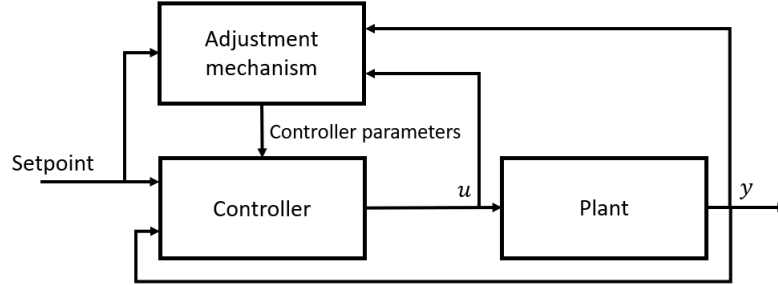 Adjustment
mechanism
Controller parameters
Setpoint
Controller
u
Plant
y